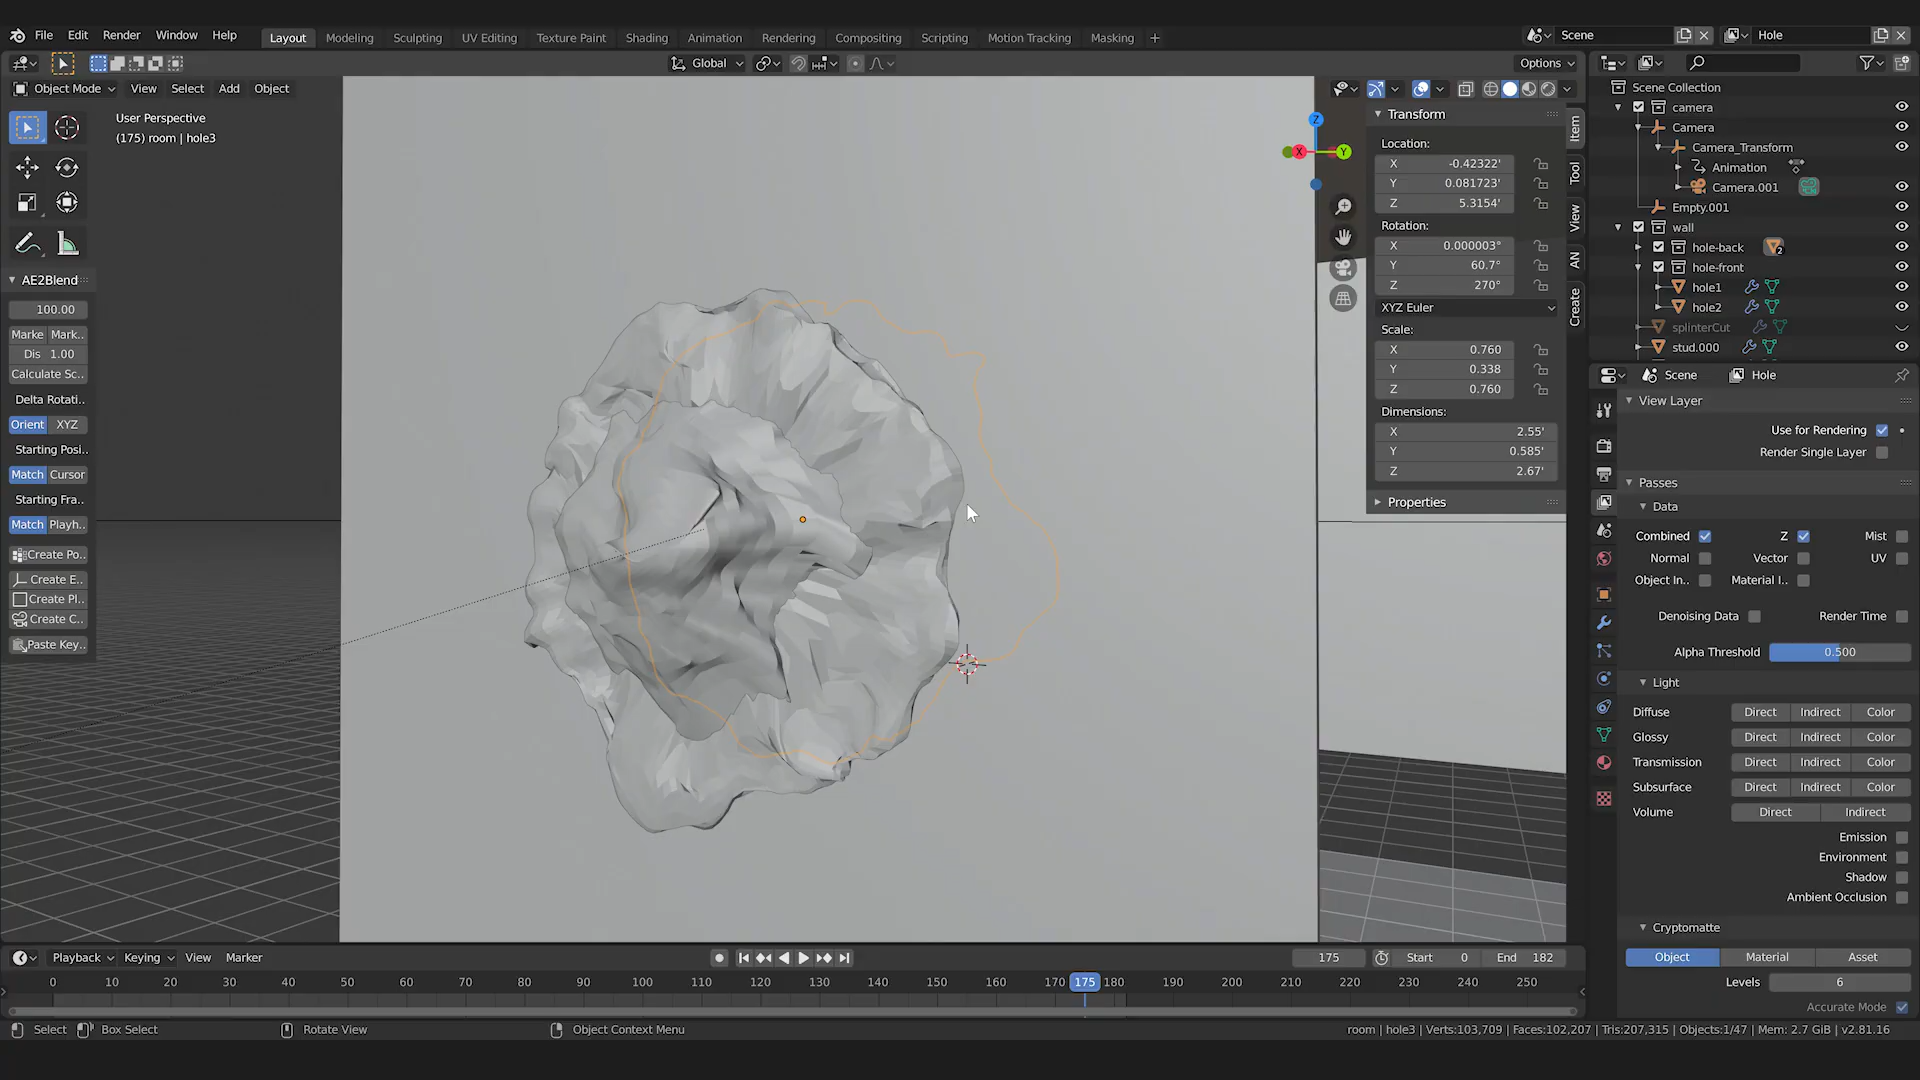 File Edit Render Window Help Layout Modeling Sculpting UV Editing Texture Paint Shading Animation Rendering Compositing Scripting Motion Tracking Masking + Scene Hole
Global Options
Object Mode View Select Add Object
User Perspective
(175) room | hole3
AE2Blend
100.00
Marke Mark..
Dis 1.00
Calculate Sc..
Delta Rotati..
Orient XYZ
Starting Posi..
Match Cursor
Starting Fra..
Match Playh..
Create Po..
Create E..
Create Pl..
Create C..
Paste Key..
Z
X Y
Transform
Location:
X -0.42322'
Y 0.081723'
Z 5.3154'
Rotation:
X 0.000003°
Y 60.7°
Z 270°
XYZ Euler
Scale:
X 0.760
Y 0.338
Z 0.760
Dimensions:
X 2.55'
Y 0.585'
Z 2.67'
Properties
Item
Tool
View
AN
Create
Scene Collection
camera
Camera
Camera_Transform
Animation
Camera.001
Empty.001
wall
hole-back 2
hole-front
hole1
hole2
splinterCut
stud.000
Scene Hole
View Layer
Use for Rendering
Render Single Layer
Passes
Data
Combined Z Mist
Normal Vector UV
Object In.. Material I..
Denoising Data Render Time
Alpha Threshold 0.500
Light
Diffuse Direct Indirect Color
Glossy Direct Indirect Color
Transmission Direct Indirect Color
Subsurface Direct Indirect Color
Volume Direct Indirect
Emission
Environment
Shadow
Ambient Occlusion
Cryptomatte
Object Material Asset
Levels 6
Accurate Mode
Playback Keying View Marker 175 Start 0 End 182
0 10 20 30 40 50 60 70 80 90 100 110 120 130 140 150 160 170 175 180 190 200 210 220 230 240 250
Select Box Select Rotate View Object Context Menu room | hole3 | Verts:103,709 | Faces:102,207 | Tris:207,315 | Objects:1/47 | Mem: 2.7 GiB | v2.81.16